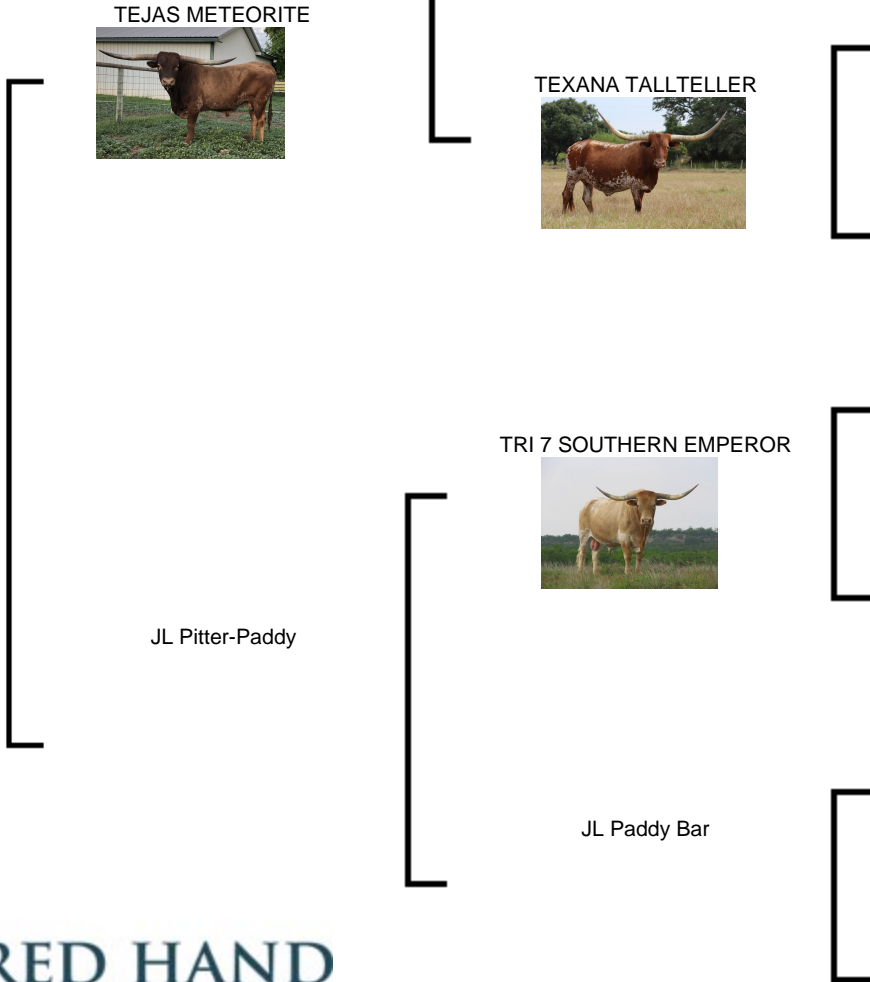 TEJAS METEORITE
TEXANA TALLTELLER
TRI 7 SOUTHERN EMPEROR
JL Pitter-Paddy
JL Paddy Bar
RED HAND